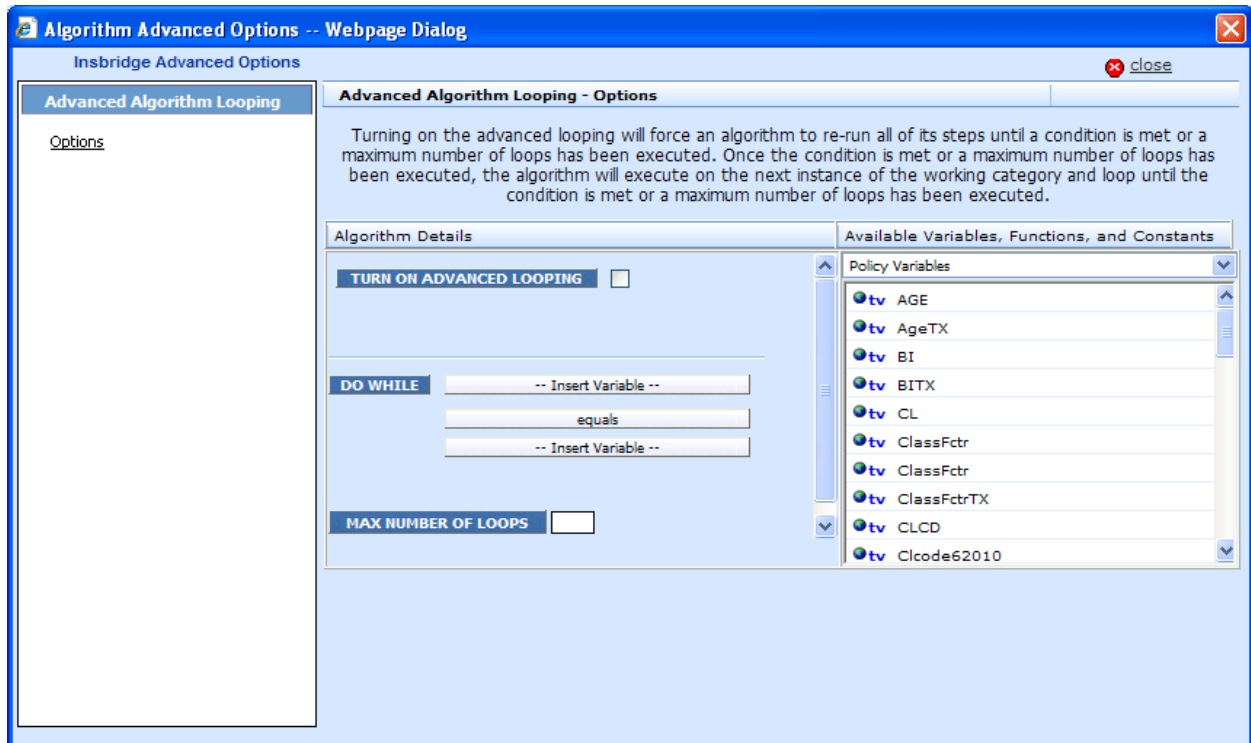 Algorithm Advanced Options -- Webpage Dialog
Insbridge Advanced Options
close
Advanced Algorithm Looping
Options
Advanced Algorithm Looping - Options
Turning on the advanced looping will force an algorithm to re-run all of its steps until a condition is met or a
maximum number of loops has been executed. Once the condition is met or a maximum number of loops has
been executed, the algorithm will execute on the next instance of the working category and loop until the
condition is met or a maximum number of loops has been executed.
Algorithm Details
TURN ON ADVANCED LOOPING
DO WHILE
-- Insert Variable --
equals
-- Insert Variable --
MAX NUMBER OF LOOPS
Available Variables, Functions, and Constants
Policy Variables
tv AGE
tv AgeTX
tv BI
tv BITX
tv CL
tv ClassFctr
tv ClassFctr
tv ClassFctrTX
tv CLCD
tv Clcode62010